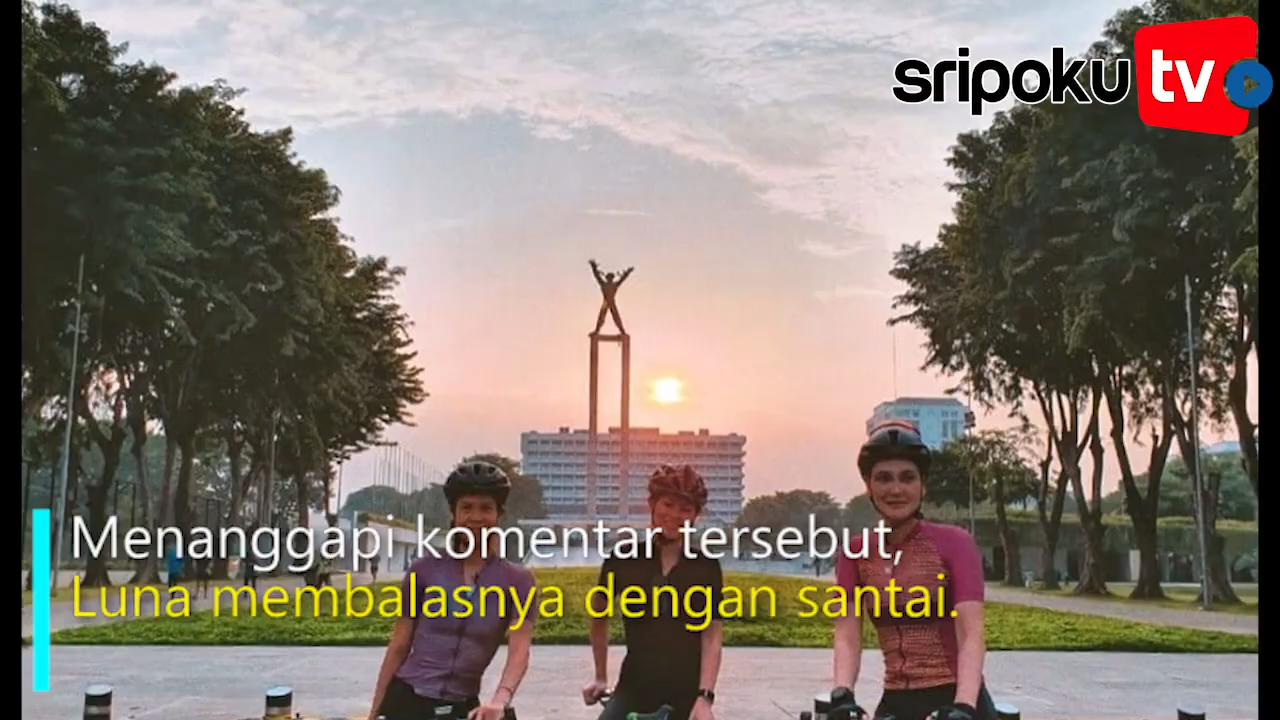 sripoku tv
Menanggapi komentar tersebut,
Luna membalasnya dengan santai.